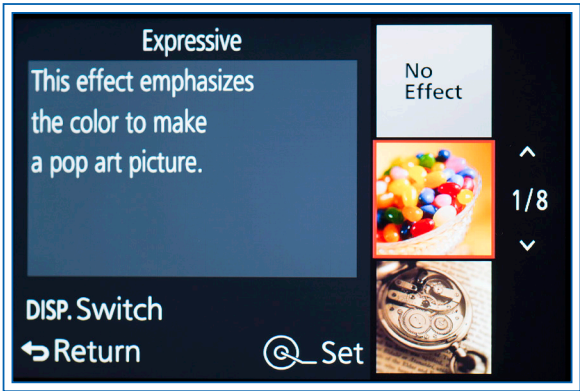 Expressive
This effect emphasizes
the color to make
a pop art picture.
No
Effect
1/8
DISP. Switch
Return
Set